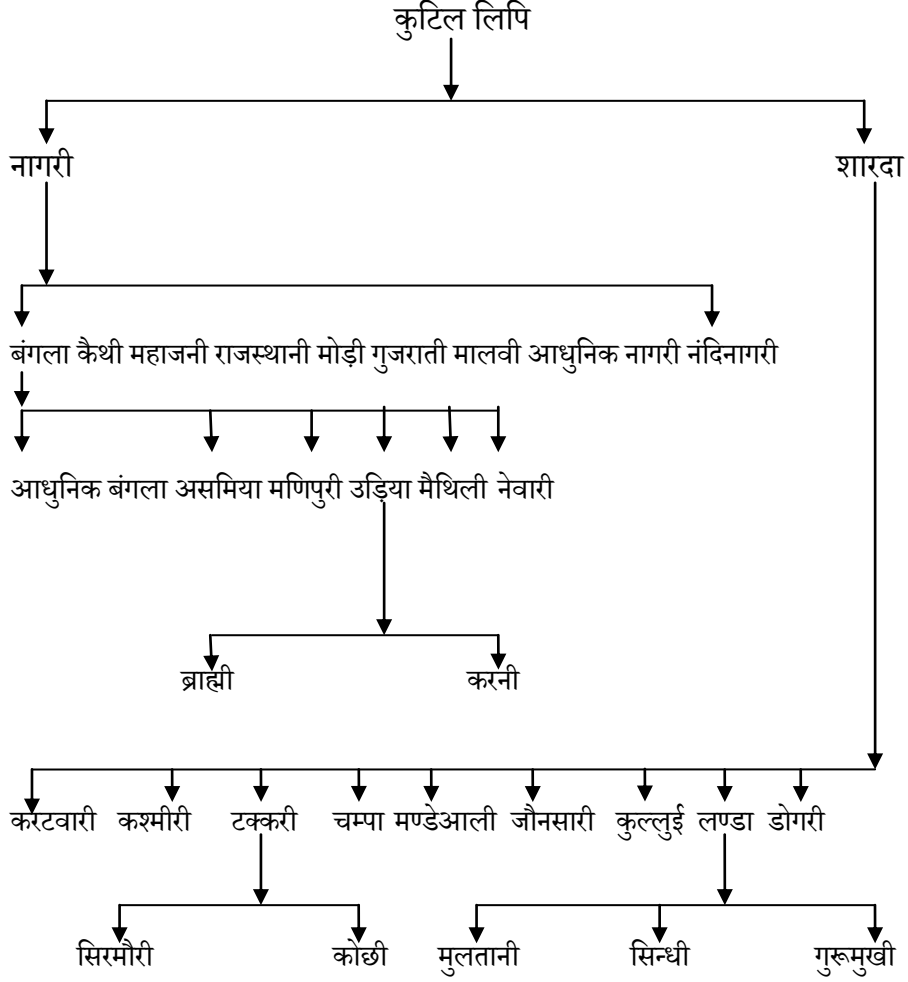 कुटिल लिपि
नागरी शारदा
बंगला कैथी महाजनी राजस्थानी मोड़ी गुजराती मालवी आधुनिक नागरी नंदिनागरी
आधुनिक बंगला असमिया मणिपुरी उड़िया मैथिली नेवारी
ब्राह्मी करनी
करटवारी कश्मीरी टक्करी चम्पा मण्डेआली जौनसारी कुल्लुई लण्डा डोगरी
सिरमौरी कोछी मुलतानी सिन्धी गुरूमुखी